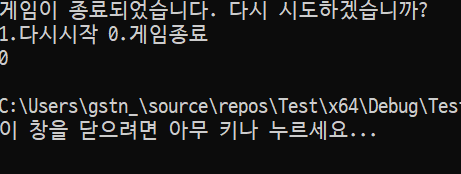 게임이 종료되었습니다. 다시 시도하겠습니까?
1.다시시작 0.게임종료
0
C:\Users\gstn_\source\repos\Test\x64\Debug\Tes
이 창을 닫으려면 아무 키나 누르세요...